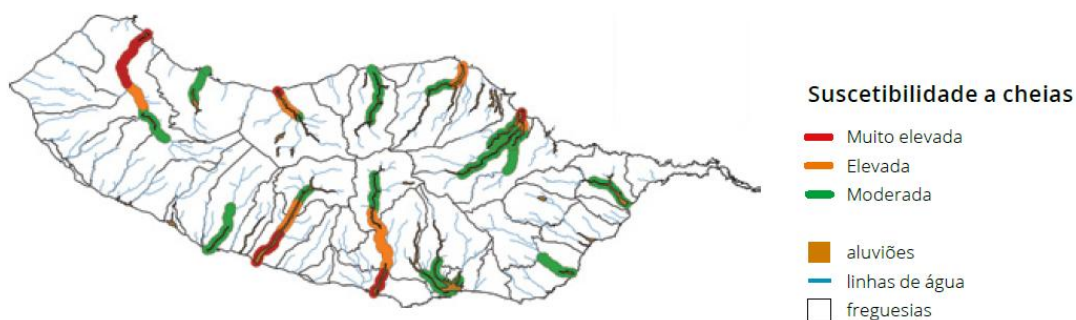 Suscetibilidade a cheias
Muito elevada
Elevada
Moderada
aluviões
linhas de água
freguesias